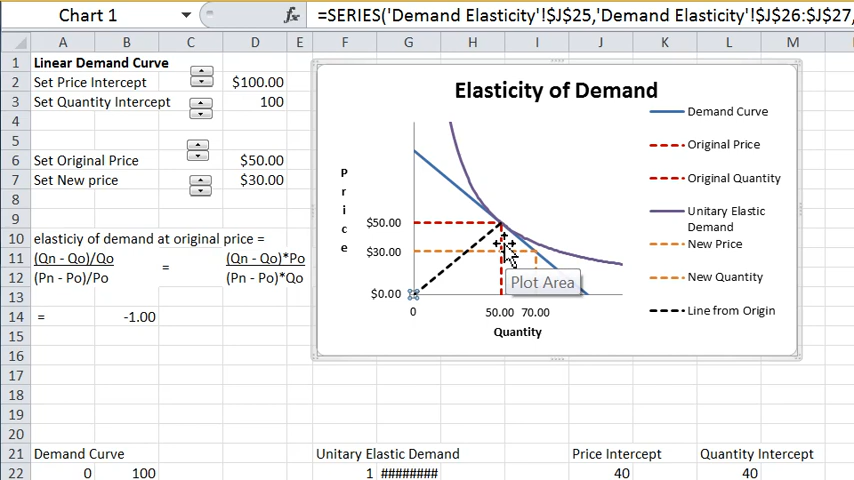 Chart 1 fx =SERIES('Demand Elasticity'!$J$25,'Demand Elasticity'!$J$26:$J$27,
A B C D E F G H I J K L M
1 Linear Demand Curve
2 Set Price Intercept $100.00
3 Set Quantity Intercept 100
4
5
6 Set Original Price $50.00
7 Set New price $30.00
8
9
10 elasticiy of demand at original price =
11 (Qn - Qo)/Qo = (Qn - Qo)*Po
12 (Pn - Po)/Po (Pn - Po)*Qo
13
14 = -1.00
15
16
17
18
19
20
21 Demand Curve Unitary Elastic Demand Price Intercept Quantity Intercept
22 0 100 1 ######## 40 40
Elasticity of Demand
Price
$50.00
$30.00
$0.00
0 50.00 70.00
Quantity
Plot Area
Demand Curve
Original Price
Original Quantity
Unitary Elastic
Demand
New Price
New Quantity
Line from Origin